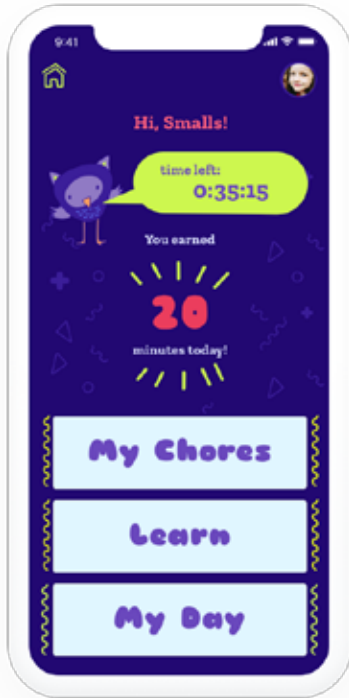 9:41
Hi, Smalls!
time left:
0:35:15
You earned
20
minutes today!
My Chores
Learn
My Day